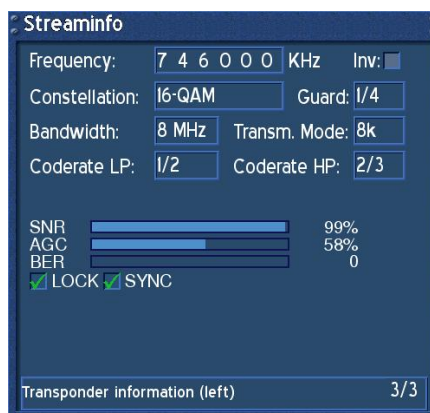 Streaminfo
Frequency: 7 4 6 0 0 0 KHz Inv:
Constellation: 16-QAM Guard: 1/4
Bandwidth: 8 MHz Transm. Mode: 8k
Coderate LP: 1/2 Coderate HP: 2/3
SNR 99%
AGC 58%
BER 0
LOCK SYNC
Transponder information (left) 3/3